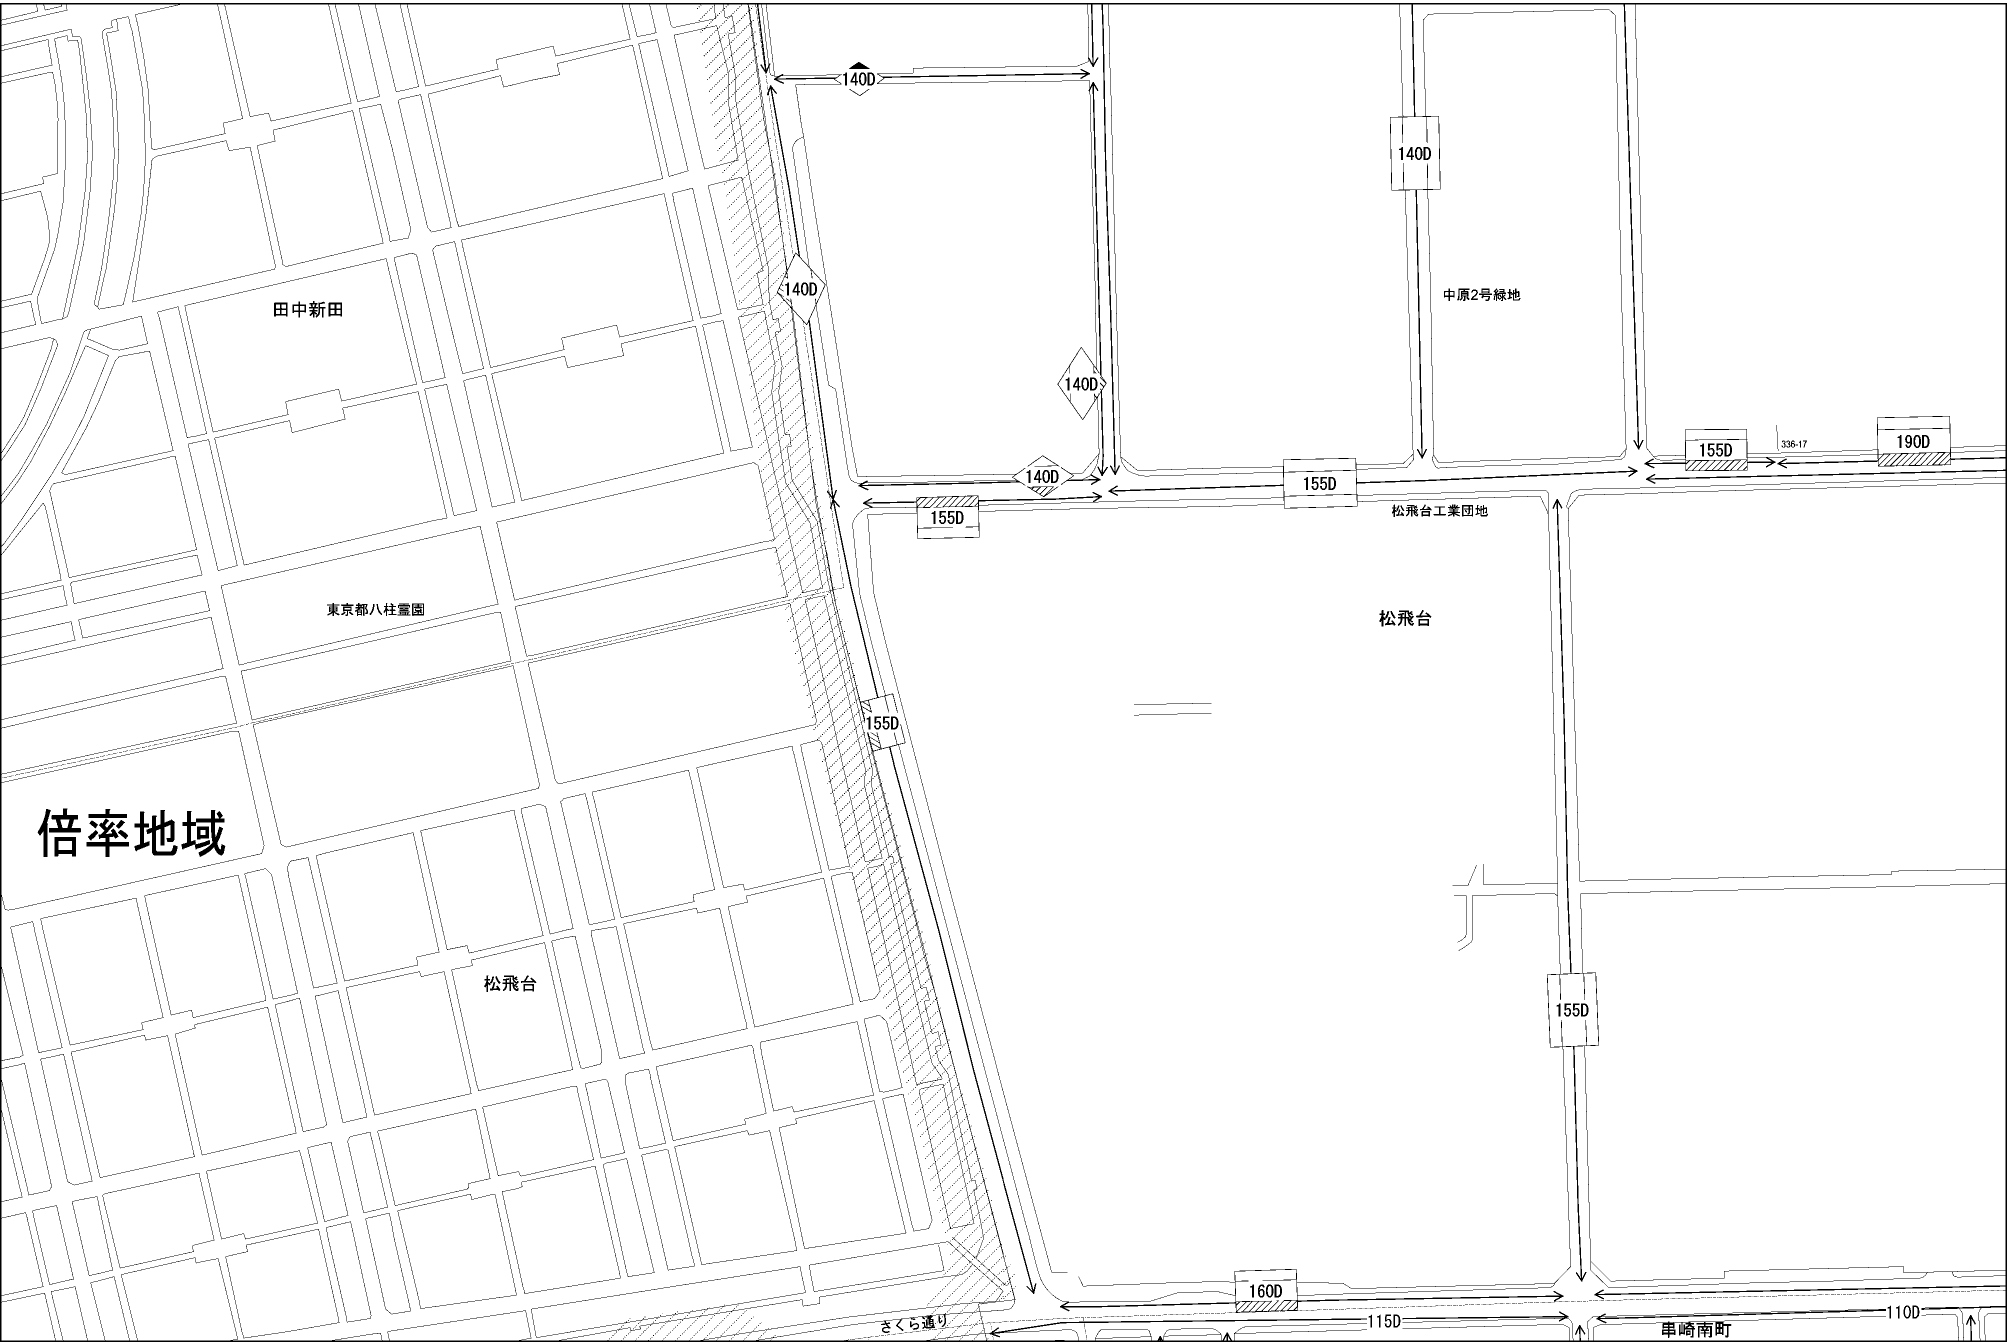 140D
140D
140D
田中新田
中原2号緑地
140D
336-17
190D
155D
140D
155D
155D
松飛台工業団地
東京都八柱霊園
松飛台
155D
倍率地域
松飛台
155D
160D
115D
110D
さくら通り
串崎南町